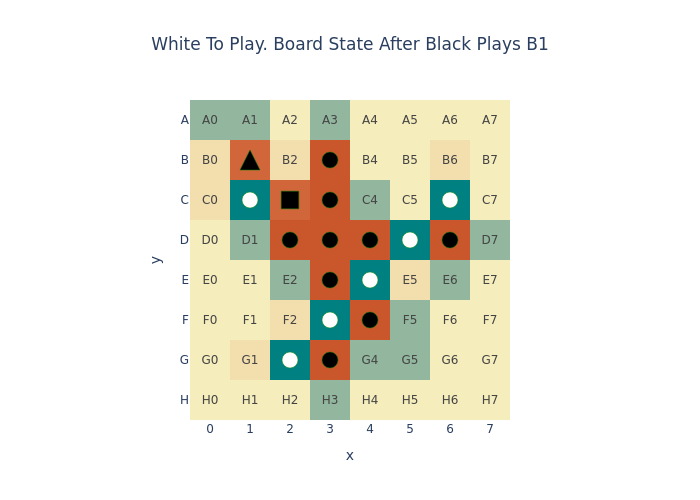 White To Play. Board State After Black Plays B1
A A0 A1 A2 A3 A4 A5 A6 A7
B B0 B2 B4 B5 B6 B7
C C0 C4 C5 C7
D D0 D1 D7
E E0 E1 E2 E5 E6 E7
F F0 F1 F2 F5 F6 F7
G G0 G1 G4 G5 G6 G7
H H0 H1 H2 H3 H4 H5 H6 H7
0 1 2 3 4 5 6 7
x
y